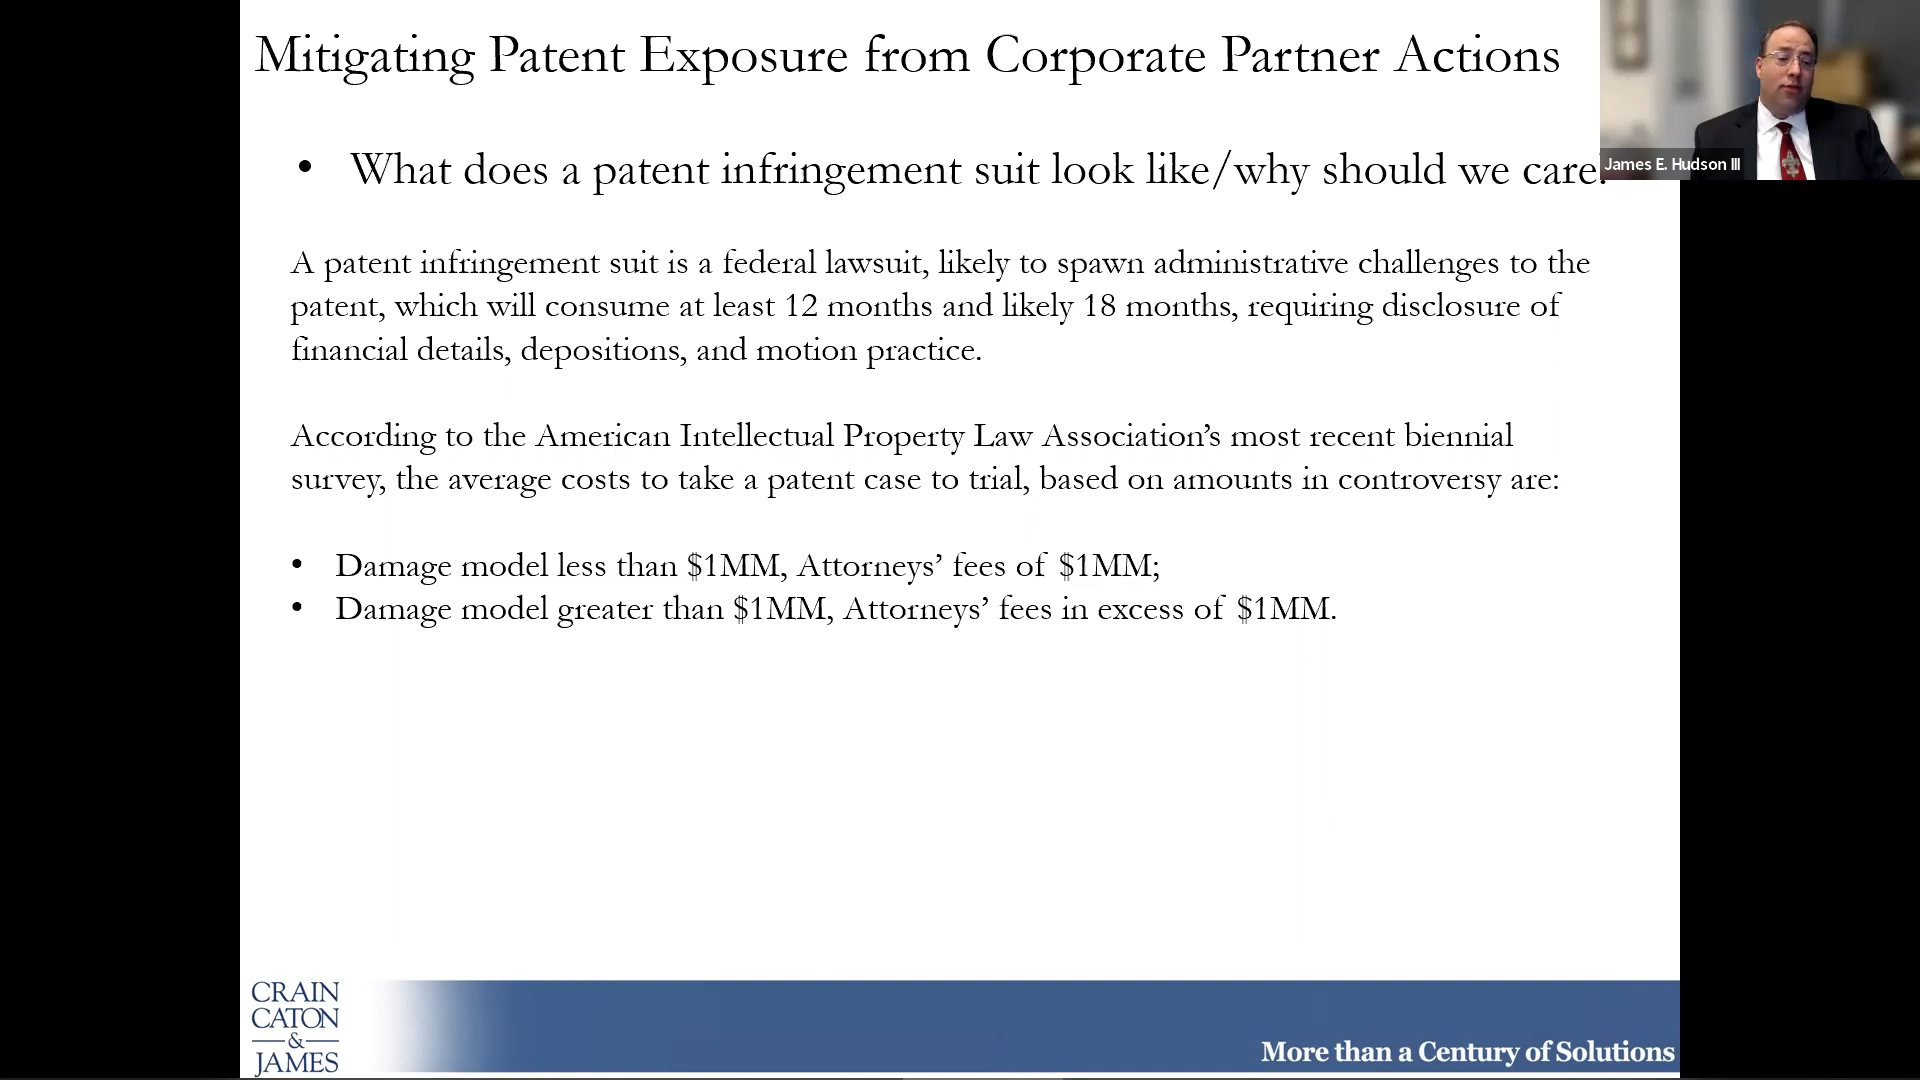 Mitigating Patent Exposure from Corporate Partner Actions
• What does a patent infringement suit look like/why should we care.
James E. Hudson III
A patent infringement suit is a federal lawsuit, likely to spawn administrative challenges to the
patent, which will consume at least 12 months and likely 18 months, requiring disclosure of
financial details, depositions, and motion practice.
According to the American Intellectual Property Law Association’s most recent biennial
survey, the average costs to take a patent case to trial, based on amounts in controversy are:
• Damage model less than $1MM, Attorneys’ fees of $1MM;
• Damage model greater than $1MM, Attorneys’ fees in excess of $1MM.
CRAIN
CATON
&
JAMES
More than a Century of Solutions